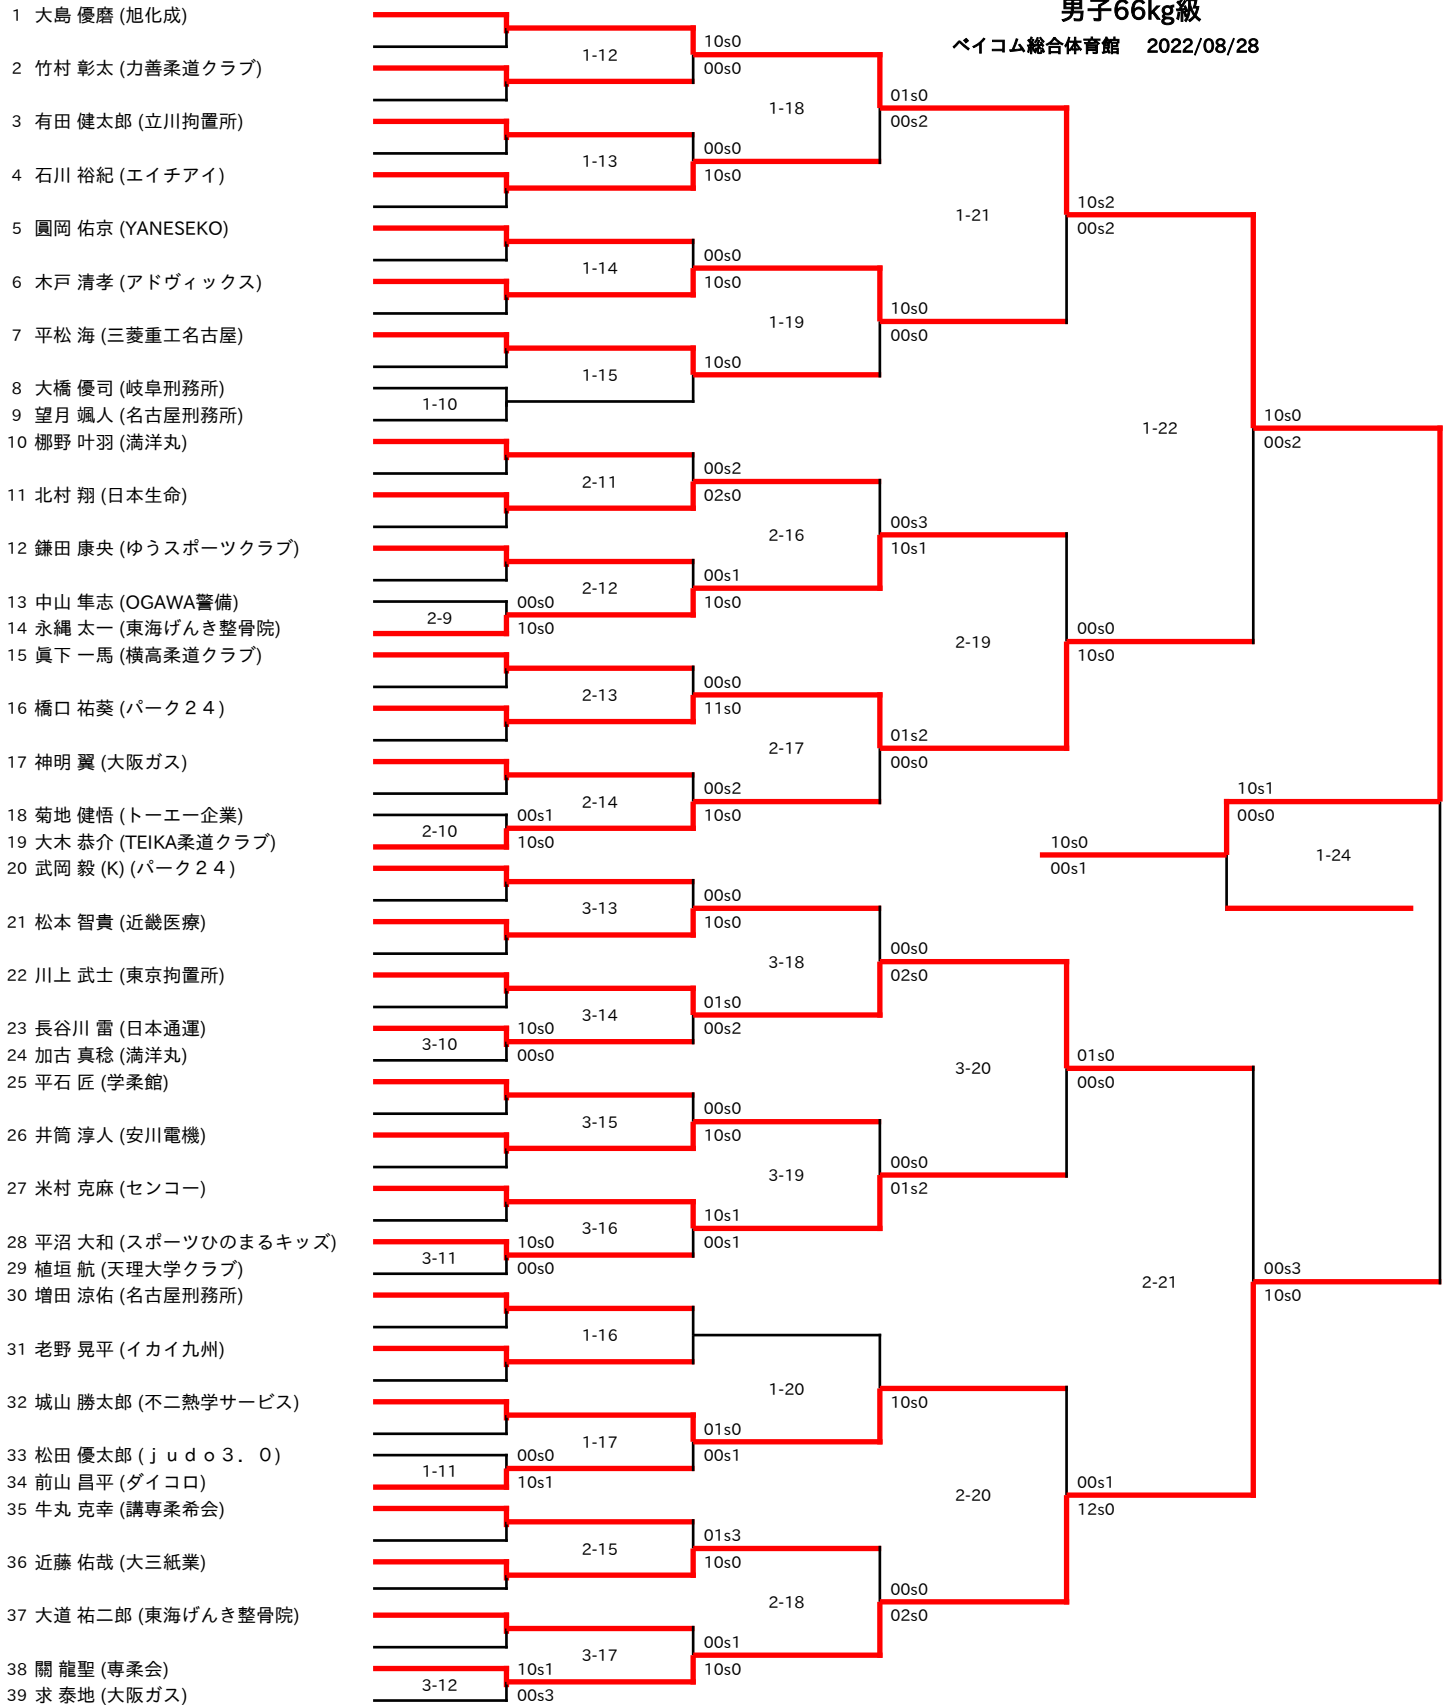 男子66kg級
ベイコム総合体育館 2022/08/28
1 大島 優磨 (旭化成)
2 竹村 彰太 (力善柔道クラブ)
3 有田 健太郎 (立川拘置所)
4 石川 裕紀 (エイチアイ)
5 圓岡 佑京 (YANESEKO)
6 木戸 清孝 (アドヴィックス)
7 平松 海 (三菱重工名古屋)
8 大橋 優司 (岐阜刑務所)
9 望月 颯人 (名古屋刑務所)
10 梛野 叶羽 (満洋丸)
11 北村 翔 (日本生命)
12 鎌田 康央 (ゆうスポーツクラブ)
13 中山 隼志 (OGAWA警備)
14 永縄 太一 (東海げんき整骨院)
15 眞下 一馬 (横高柔道クラブ)
16 橋口 祐葵 (パーク２４)
17 神明 翼 (大阪ガス)
18 菊地 健悟 (トーエー企業)
19 大木 恭介 (TEIKA柔道クラブ)
20 武岡 毅 (K) (パーク２４)
21 松本 智貴 (近畿医療)
22 川上 武士 (東京拘置所)
23 長谷川 雷 (日本通運)
24 加古 真稔 (満洋丸)
25 平石 匠 (学柔館)
26 井筒 淳人 (安川電機)
27 米村 克麻 (センコー)
28 平沼 大和 (スポーツひのまるキッズ)
29 植垣 航 (天理大学クラブ)
30 増田 涼佑 (名古屋刑務所)
31 老野 晃平 (イカイ九州)
32 城山 勝太郎 (不二熱学サービス)
33 松田 優太郎 (ｊｕｄｏ３．０)
34 前山 昌平 (ダイコロ)
35 牛丸 克幸 (講専柔希会)
36 近藤 佑哉 (大三紙業)
37 大道 祐二郎 (東海げんき整骨院)
38 關 龍聖 (専柔会)
39 求 泰地 (大阪ガス)
1-10
2-9
00s0
10s0
2-10
00s1
10s0
3-10
10s0
00s0
3-11
10s0
00s0
1-11
00s0
10s1
3-12
10s1
00s3
1-12
10s0
00s0
1-13
00s0
10s0
1-14
00s0
10s0
1-15
10s0
2-11
00s2
02s0
2-12
00s1
10s0
2-13
00s0
11s0
2-14
00s2
10s0
3-13
00s0
10s0
3-14
01s0
00s2
3-15
00s0
10s0
3-16
10s1
00s1
1-16
1-17
01s0
00s1
2-15
01s3
10s0
3-17
00s1
10s0
1-18
01s0
00s2
1-19
10s0
00s0
2-16
00s3
10s1
2-17
01s2
00s0
3-18
00s0
02s0
3-19
00s0
01s2
1-20
10s0
2-18
00s0
02s0
1-21
10s2
00s2
2-19
00s0
10s0
3-20
01s0
00s0
2-20
00s1
12s0
1-22
10s0
00s2
2-21
00s3
10s0
10s1
00s0
1-24
10s0
00s1